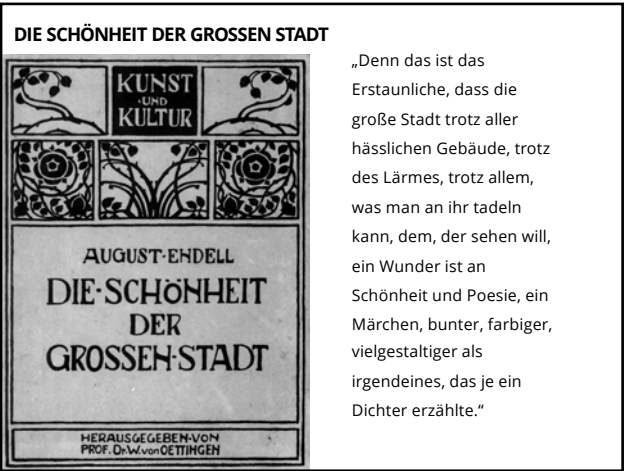 DIE SCHÖNHEIT DER GROSSEN STADT
KUNST
·UND·
KULTUR
AUGUST·ENDELL
DIE·SCHÖNHEIT
DER
GROSSEN·STADT
HERAUSGEGEBEN·VON
PROF. Dr.W.von OETTINGEN
„Denn das ist das
Erstaunliche, dass die
große Stadt trotz aller
hässlichen Gebäude, trotz
des Lärmes, trotz allem,
was man an ihr tadeln
kann, dem, der sehen will,
ein Wunder ist an
Schönheit und Poesie, ein
Märchen, bunter, farbiger,
vielgestaltiger als
irgendeines, das je ein
Dichter erzählte.“